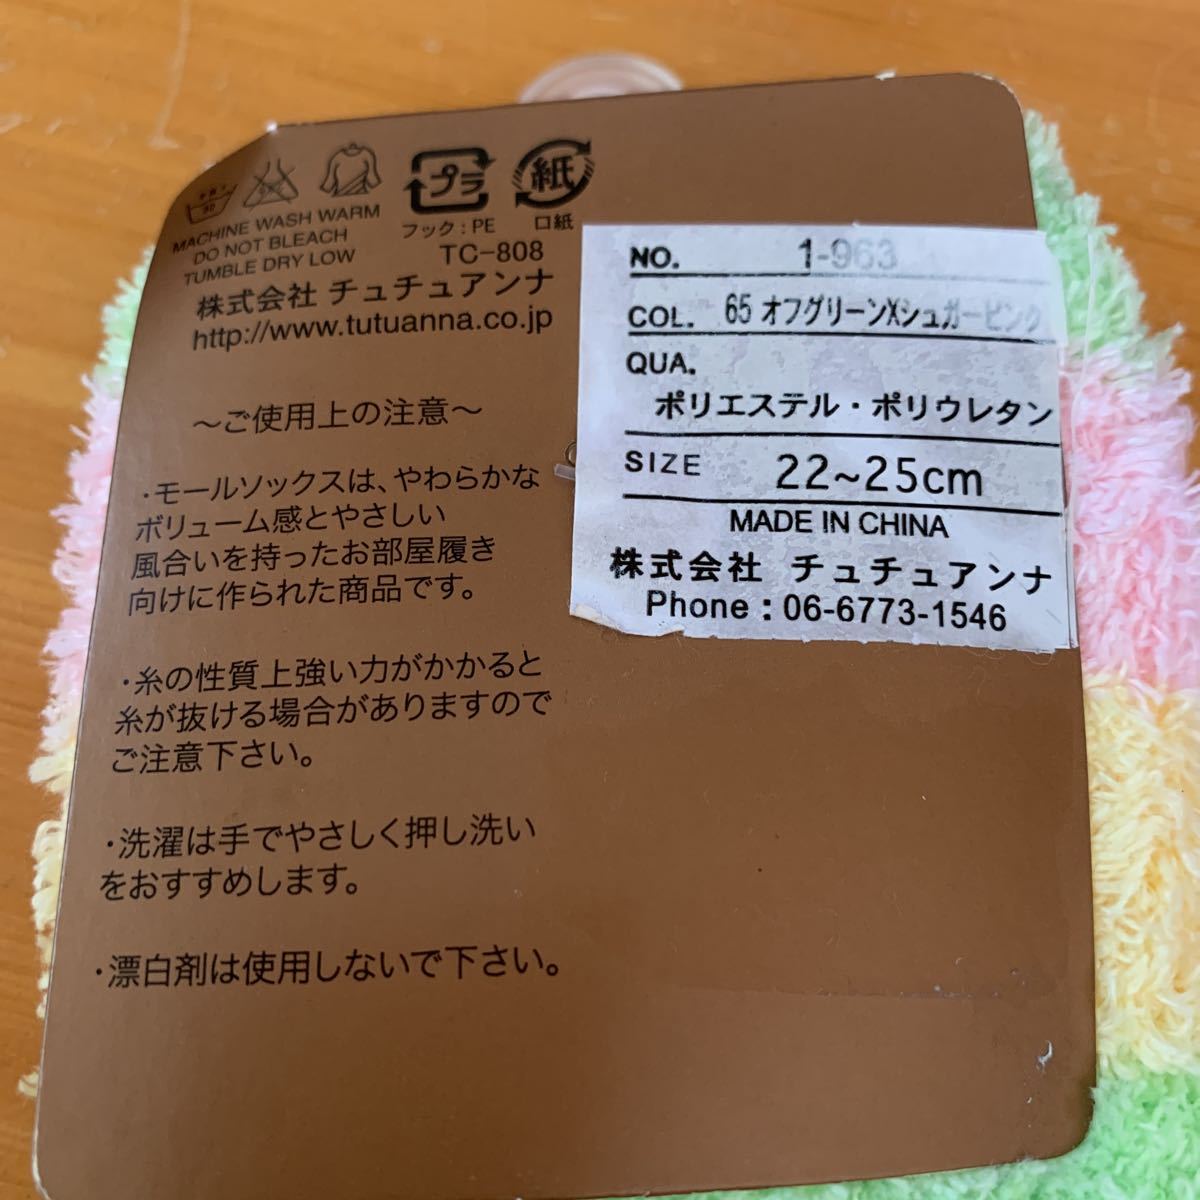 プラ
紙
フック : PE
口紙
MACHINE WASH WARM
DO NOT BLEACH
TUMBLE DRY LOW
TC-808
株式会社 チュチュアンナ
http://www.tutuanna.co.jp
～ご使用上の注意～
・モールソックスは、やわらかな
ボリューム感とやさしい
風合いを持ったお部屋履き
向けに作られた商品です。
・糸の性質上強い力がかかると
糸が抜ける場合がありますので
ご注意下さい。
・洗濯は手でやさしく押し洗い
をおすすめします。
・漂白剤は使用しないで下さい。
NO. 1-963
COL. 65 オフグリーンXシュガーピンク
QUA.
ポリエステル・ポリウレタン
SIZE 22~25cm
MADE IN CHINA
株式会社 チュチュアンナ
Phone : 06-6773-1546